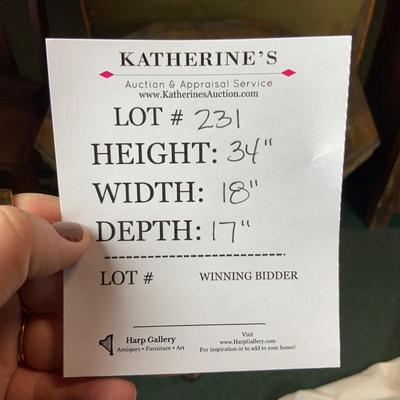 KATHERINE'S
Auction & Appraisal Service
www.KatherinesAuction.com
LOT # 231
HEIGHT: 34"
WIDTH: 18"
DEPTH: 17"
LOT # WINNING BIDDER
Harp Gallery
Antiques • Furniture • Art
Visit
www.HarpGallery.com
For inspiration or to add to your home!